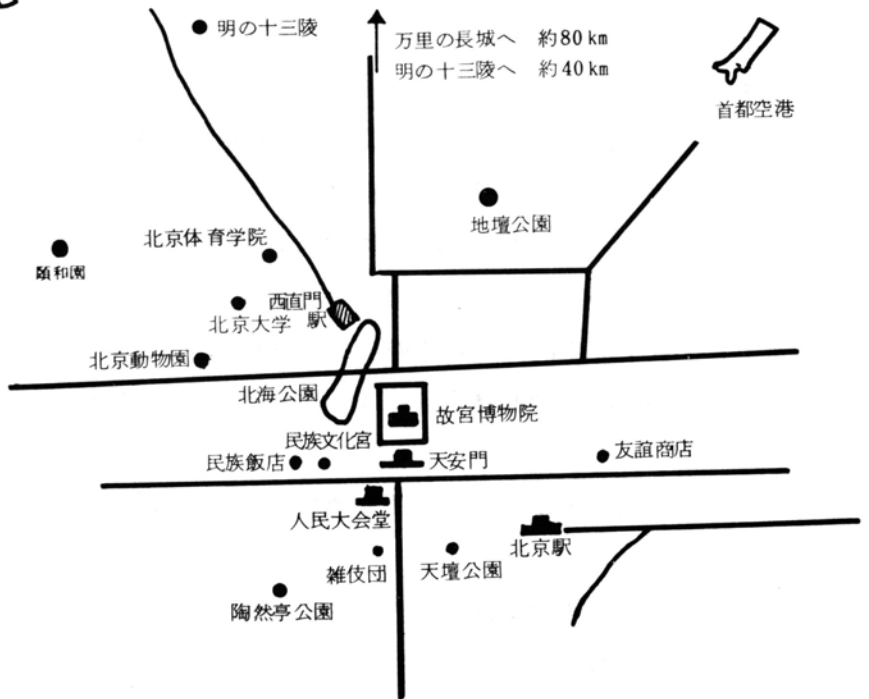 明の十三陵
万里の長城へ 約80km
明の十三陵へ 約40km
首都空港
地壇公園
北京体育学院
頤和園
西直門
駅
北京大学
北京動物園
北海公園
故宮博物院
民族文化宮
民族飯店
天安門
友誼商店
人民大会堂
北京駅
雑伎団
天壇公園
陶然亭公園